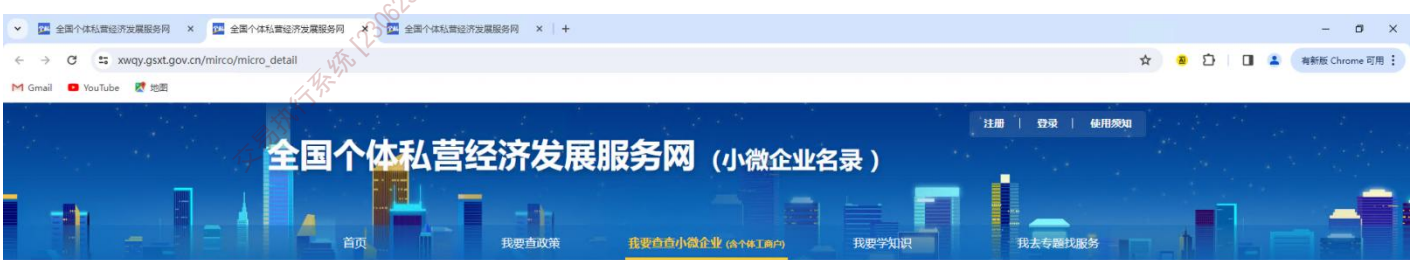 全国个体私营经济发展服务网 × 全国个体私营经济发展服务网 × 全国个体私营经济发展服务网 × +
xwqy.gsxt.gov.cn/mirco/micro_detail 有新版 Chrome 可用
Gmail YouTube 地图
注册 | 登录 | 使用须知
全国个体私营经济发展服务网 (小微企业名录)
首页 我要查政策 我要查查小微企业 (含个体工商户) 我要学知识 我去专题找服务